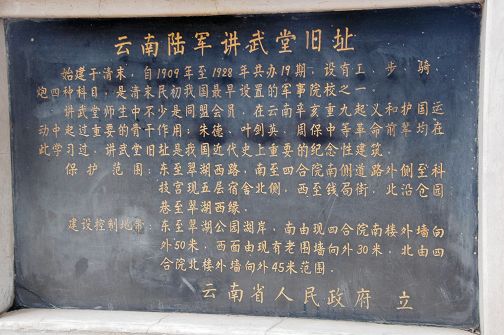 云南陆军讲武堂旧址
始建于清末，自1909年至1928年共办19期，设有工、步、骑、
炮四种科目，是清末民初我国最早设置的军事院校之一。
讲武堂师生中不少是同盟会员，在云南辛亥重九起义和护国运
动中起过重要的骨干作用；朱德、叶剑英、周保中等革命前辈均在
此学习过，讲武堂旧址是我国近代史上重要的纪念性建筑。
保护范围：东至翠湖西路，南至四合院南侧道路外侧至科
技宫现五层宿舍北侧，西至钱局街，北沿仓园
巷至翠湖西缘。
建设控制地带：东至翠湖公园湖岸，南由现四合院南楼外墙向
外50米，西面由现有老围墙向外30米，北由四
合院北楼外墙向外45米范围。
云南省人民政府 立